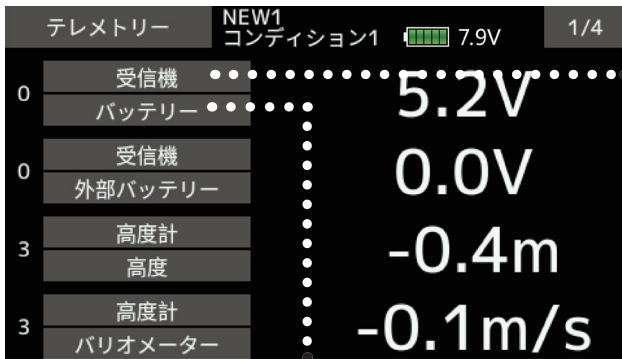 テレメトリー
NEW1
コンディション1 7.9V
1/4
0
受信機
バッテリー
5.2V
0
受信機
外部バッテリー
0.0V
3
高度計
高度
-0.4m
3
高度計
バリオメーター
-0.1m/s